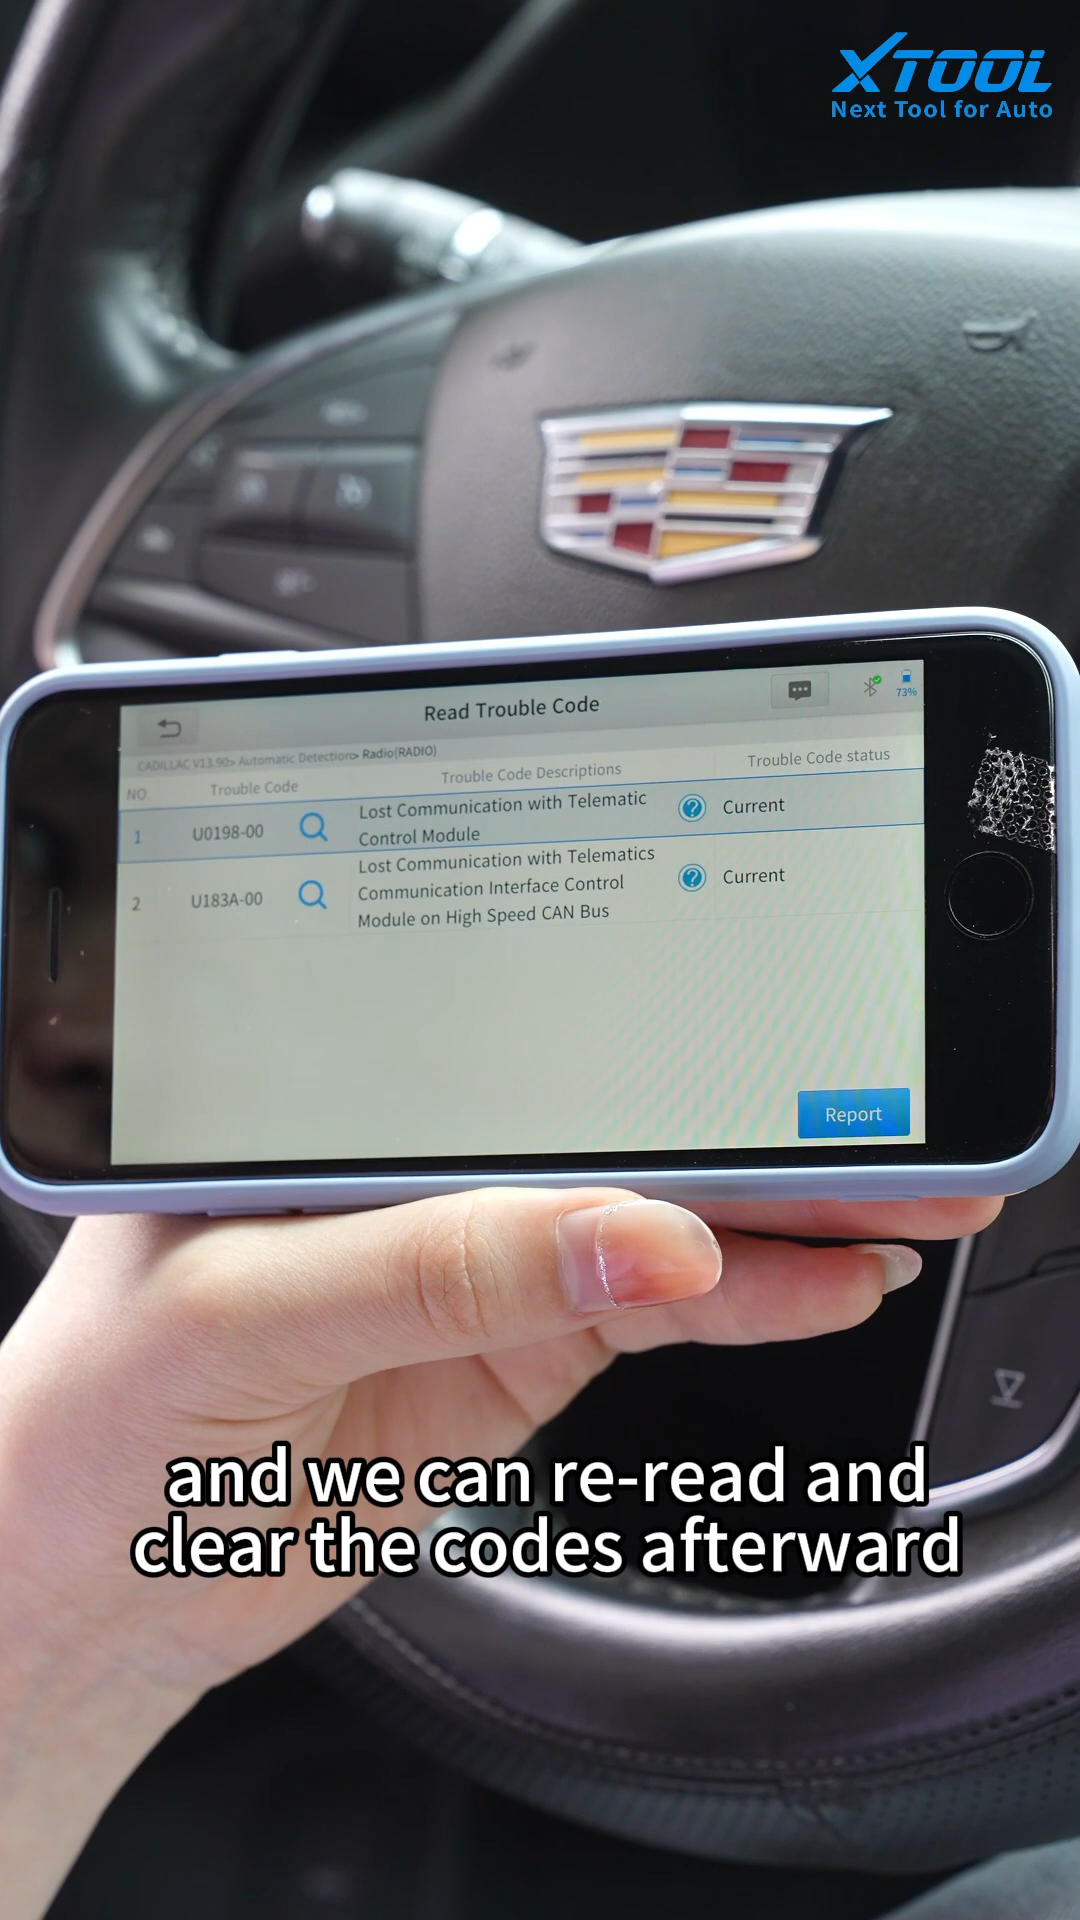 XTOOL
Next Tool for Auto
Read Trouble Code
73%
CADILLAC V13.90> Automatic Detection> Radio(RADIO)
NO. Trouble Code Trouble Code Descriptions Trouble Code status
1 U0198-00 Lost Communication with Telematic
Control Module
Current
2 U183A-00 Lost Communication with Telematics
Communication Interface Control
Module on High Speed CAN Bus
Current
Report
and we can re-read and
clear the codes afterward